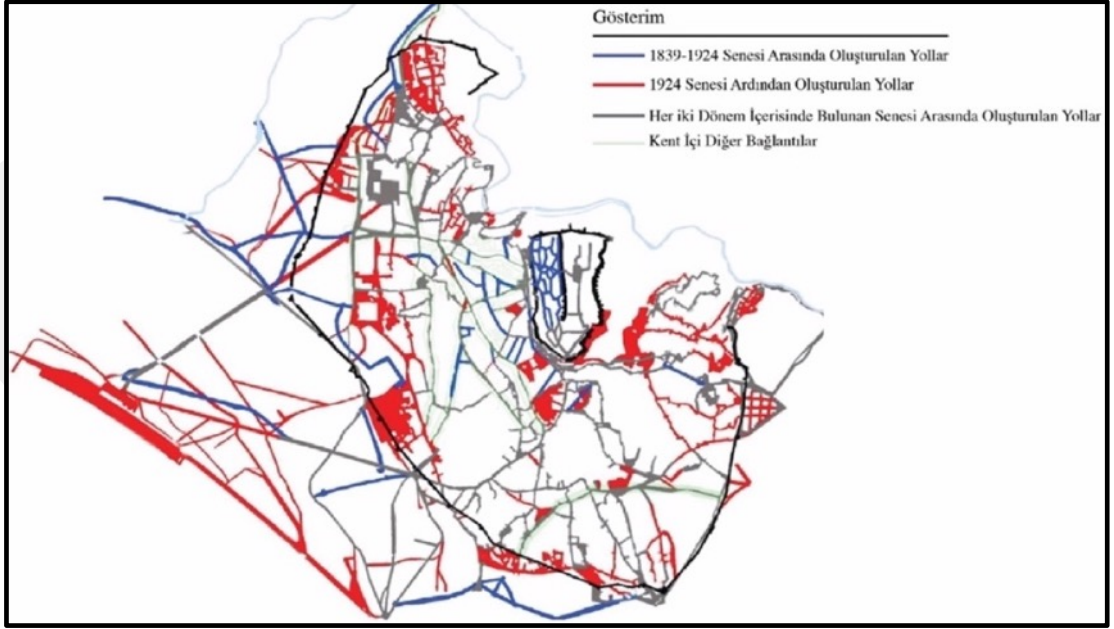 Gösterim
1839-1924 Senesi Arasında Oluşturulan Yollar
1924 Senesi Ardından Oluşturulan Yollar
Her iki Dönem İçerisinde Bulunan Senesi Arasında Oluşturulan Yollar
Kent İçi Diğer Bağlantılar